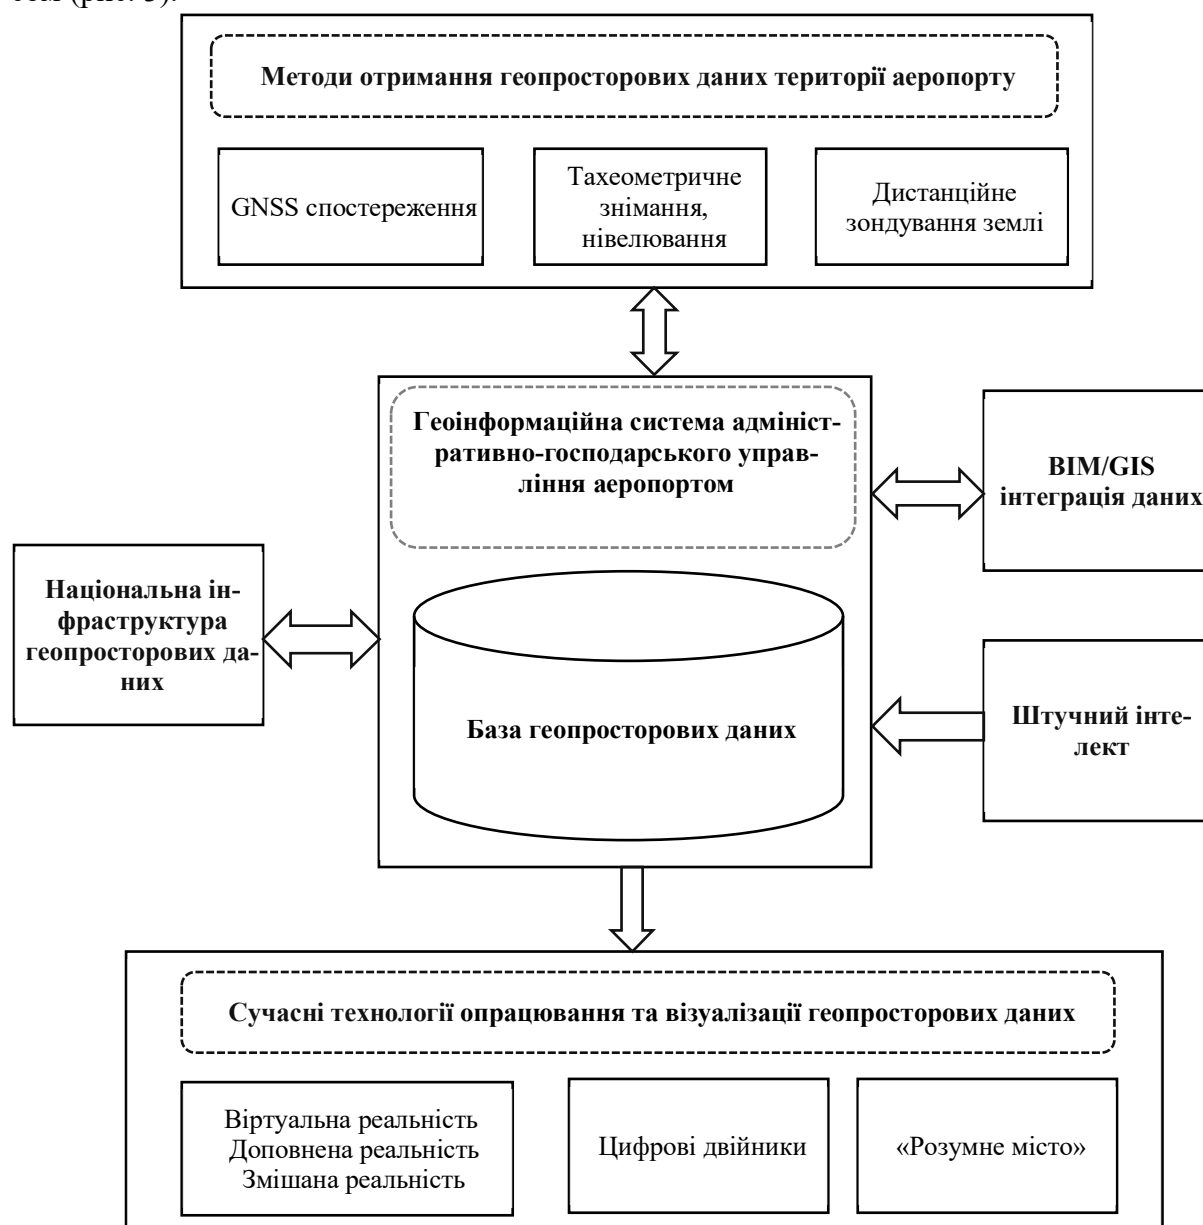 (рис. 3).
Методи отримання геопросторових даних території аеропорту
GNSS спостереження
Тахеометричне
знімання,
нівелювання
Дистанційне
зондування землі
Геоінформаційна система адмініст-
ративно-господарського управ-
ління аеропортом
BIM/GIS
інтеграція даних
Національна ін-
фраструктура
геопросторових да-
них
База геопросторових даних
Штучний інте-
лект
Сучасні технології опрацювання та візуалізації геопросторових даних
Віртуальна реальність
Доповнена реальність
Змішана реальність
Цифрові двійники
«Розумне місто»